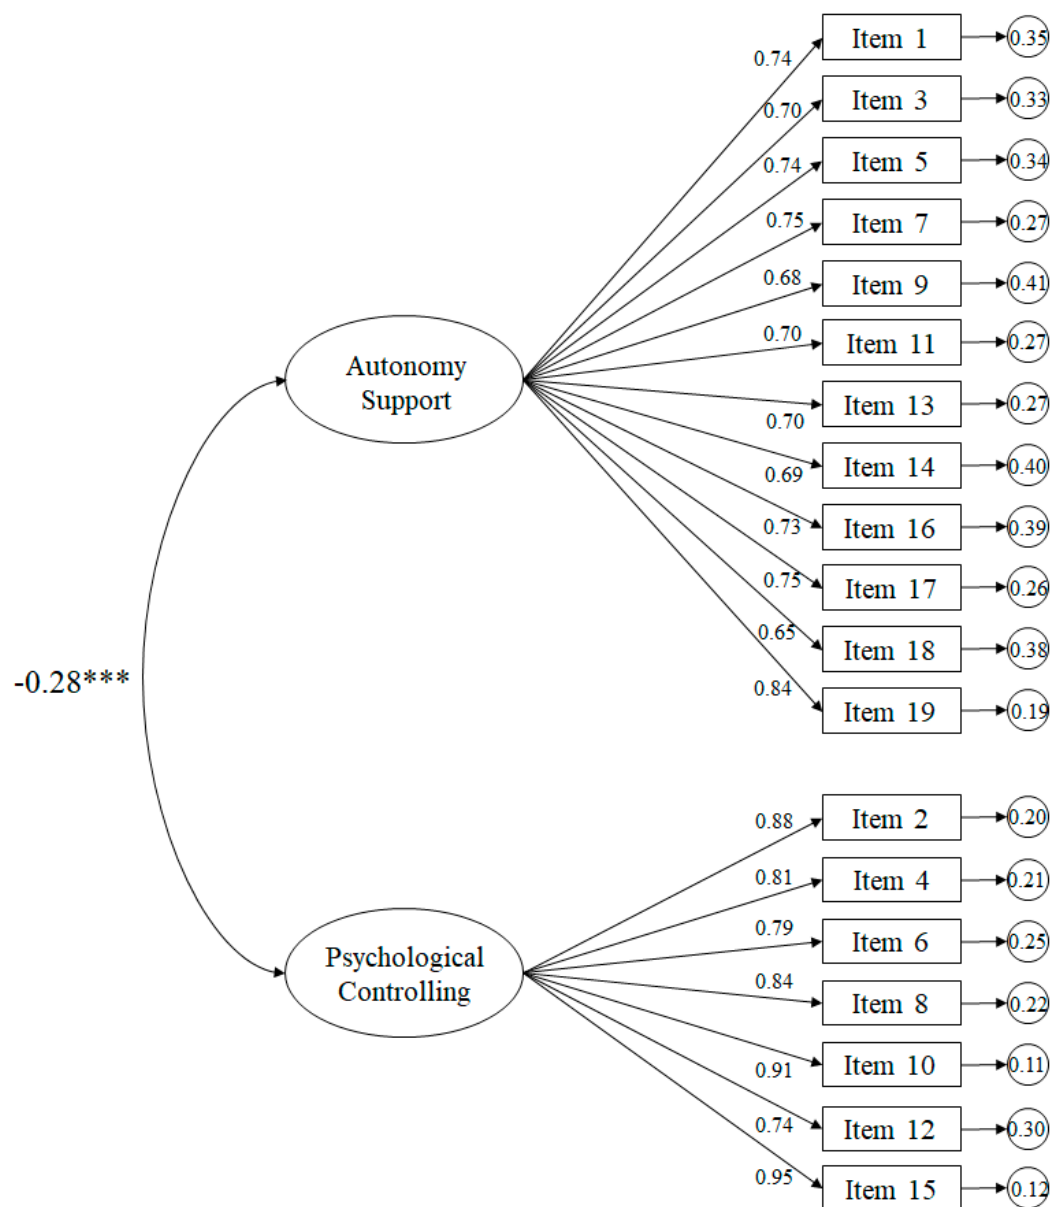 0.74
Item 1
0.35
0.70
Item 3
0.33
0.74
Item 5
0.34
0.75
Item 7
0.27
0.68
Item 9
0.41
0.70
Item 11
0.27
Autonomy
Support
Item 13
0.27
0.70
Item 14
0.40
0.69
Item 16
0.39
0.73
Item 17
0.26
0.75
Item 18
0.38
0.65
Item 19
0.19
0.84
-0.28***
0.88
Item 2
0.20
0.81
Item 4
0.21
0.79
Item 6
0.25
Psychological
Controlling
0.84
Item 8
0.22
0.91
Item 10
0.11
0.74
Item 12
0.30
0.95
Item 15
0.12